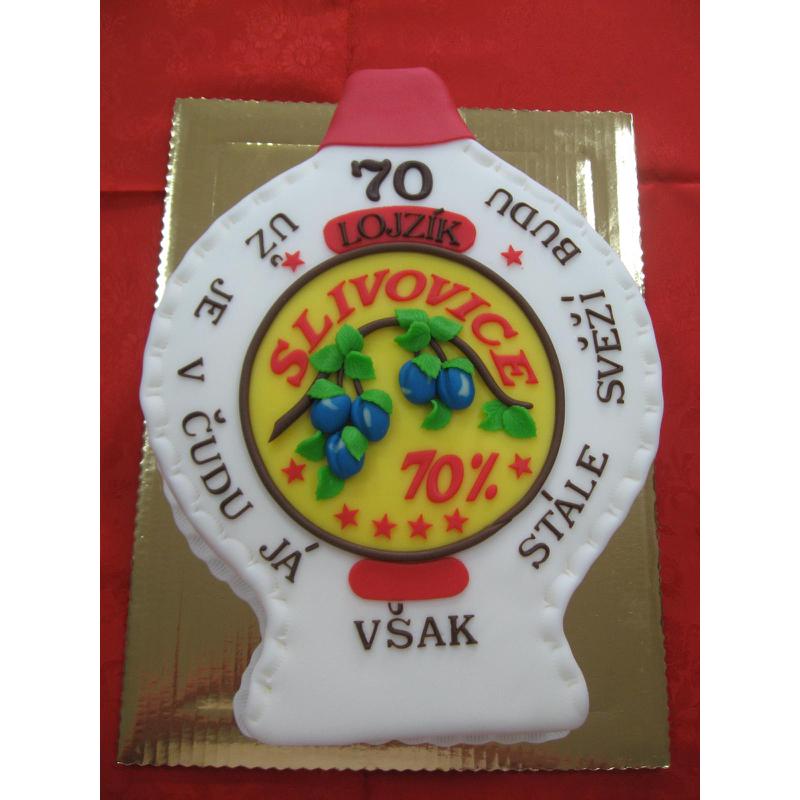 70
LOJZÍK
SLIVOVICE
70%
UŽ JE V ČUDU JÁ
VŠAK
STÁLE SVĚŽÍ BUDU